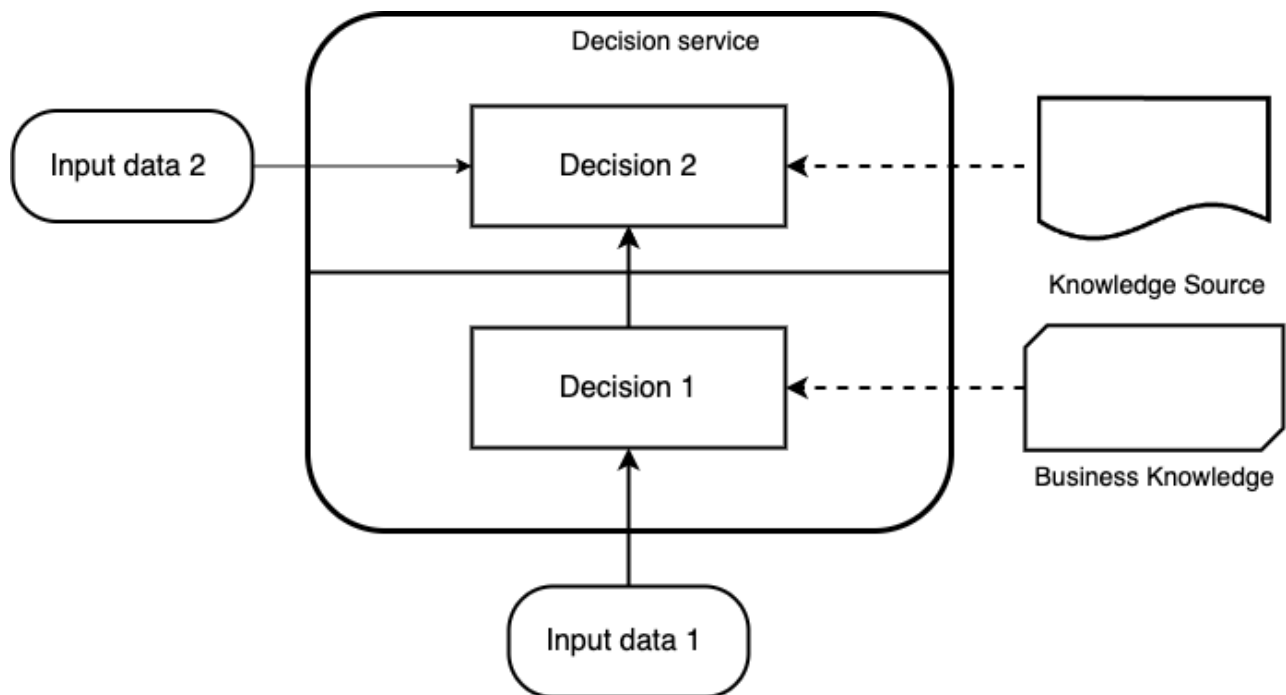 Decision service
Input data 2
Decision 2
Knowledge Source
Decision 1
Business Knowledge
Input data 1